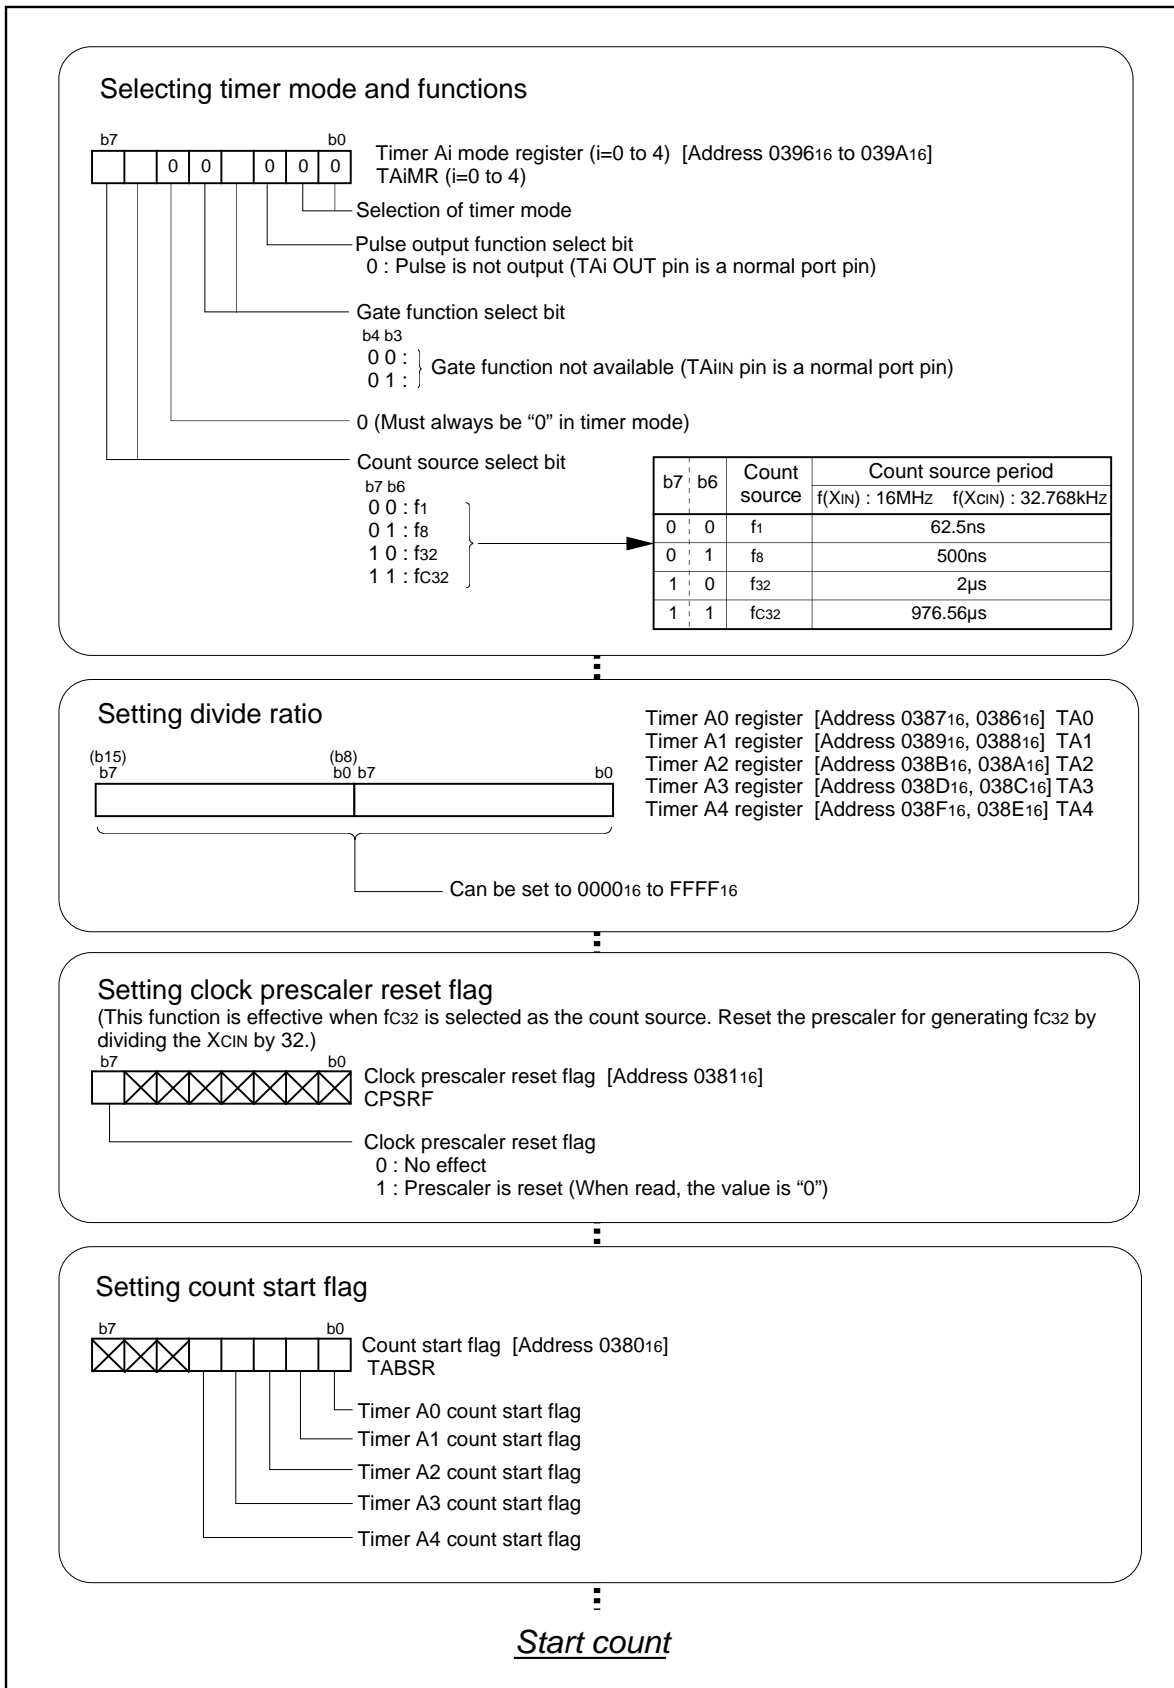 Selecting timer mode and functions
b7 b0
0 0 0 0 0
Timer Ai mode register (i=0 to 4) [Address 039616 to 039A16]
TAiMR (i=0 to 4)
Selection of timer mode
Pulse output function select bit
0 : Pulse is not output (TAi OUT pin is a normal port pin)
Gate function select bit
b4 b3
0 0 :
0 1 :
Gate function not available (TAiIN pin is a normal port pin)
0 (Must always be “0” in timer mode)
Count source select bit
b7 b6
0 0 : f1
0 1 : f8
1 0 : f32
1 1 : fC32
b7 b6 Count source Count source period
f(XIN) : 16MHz f(XCIN) : 32.768kHz
0 0 f1 62.5ns
0 1 f8 500ns
1 0 f32 2µs
1 1 fC32 976.56µs
Setting divide ratio
(b15) (b8)
b7 b0 b7 b0
Timer A0 register [Address 038716, 038616] TA0
Timer A1 register [Address 038916, 038816] TA1
Timer A2 register [Address 038B16, 038A16] TA2
Timer A3 register [Address 038D16, 038C16] TA3
Timer A4 register [Address 038F16, 038E16] TA4
Can be set to 000016 to FFFF16
Setting clock prescaler reset flag
(This function is effective when fC32 is selected as the count source. Reset the prescaler for generating fC32 by
dividing the XCIN by 32.)
b7 b0
Clock prescaler reset flag [Address 038116]
CPSRF
Clock prescaler reset flag
0 : No effect
1 : Prescaler is reset (When read, the value is “0”)
Setting count start flag
b7 b0
Count start flag [Address 038016]
TABSR
Timer A0 count start flag
Timer A1 count start flag
Timer A2 count start flag
Timer A3 count start flag
Timer A4 count start flag
Start count